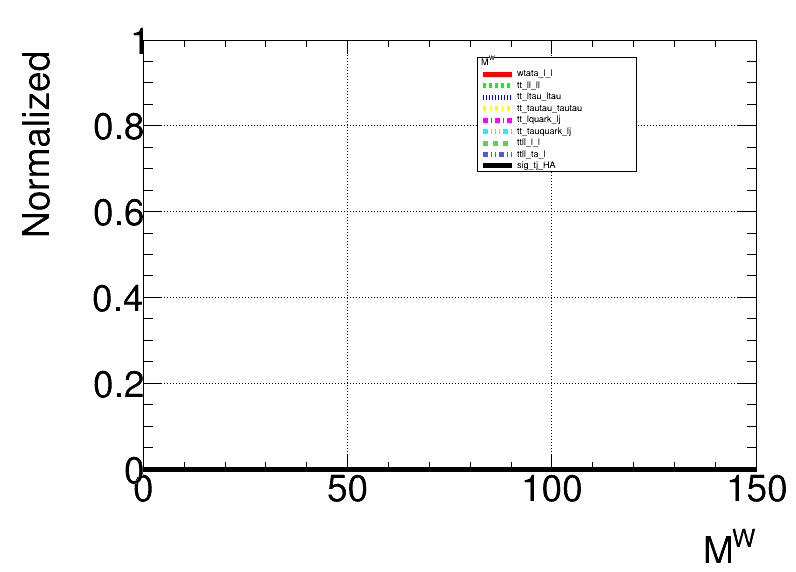 Normalized
1
0.8
0.6
0.4
0.2
0
0 50 100 150
M^W
M^W
wtata_l_l
tt_ll_ll
tt_ltau_ltau
tt_tautau_tautau
tt_lquark_lj
tt_tauquark_lj
ttll_l_l
ttll_ta_l
sig_tj_HA